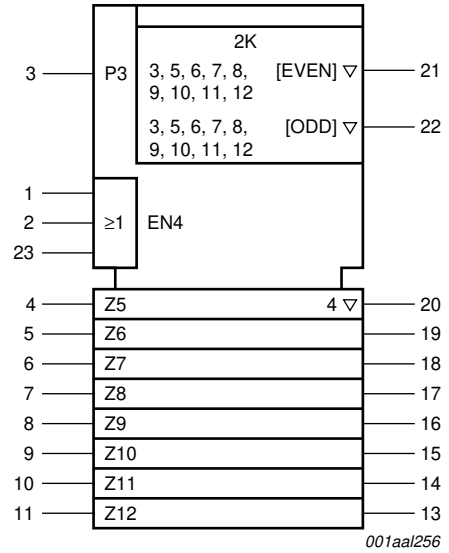 2K
3 P3 3, 5, 6, 7, 8, [EVEN] ▽ 21
9, 10, 11, 12
3, 5, 6, 7, 8, [ODD] ▽ 22
9, 10, 11, 12
1
2 ≥1 EN4
23
4 Z5 4 ▽ 20
5 Z6 19
6 Z7 18
7 Z8 17
8 Z9 16
9 Z10 15
10 Z11 14
11 Z12 13
001aal256